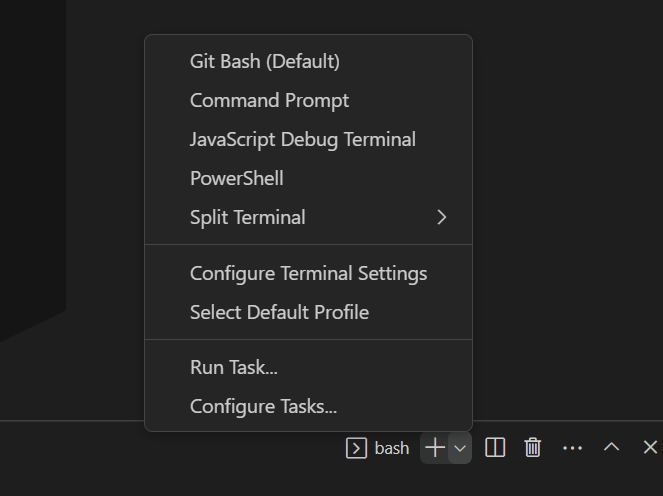 Git Bash (Default)
Command Prompt
JavaScript Debug Terminal
PowerShell
Split Terminal
Configure Terminal Settings
Select Default Profile
Run Task...
Configure Tasks...
bash